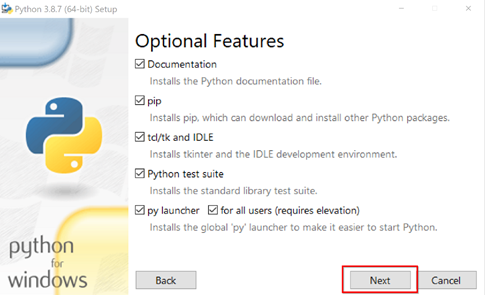 Python 3.8.7 (64-bit) Setup
Optional Features
Documentation
Installs the Python documentation file.
pip
Installs pip, which can download and install other Python packages.
tcl/tk and IDLE
Installs tkinter and the IDLE development environment.
Python test suite
Installs the standard library test suite.
py launcher for all users (requires elevation)
Installs the global 'py' launcher to make it easier to start Python.
python
for
windows
Back Next Cancel